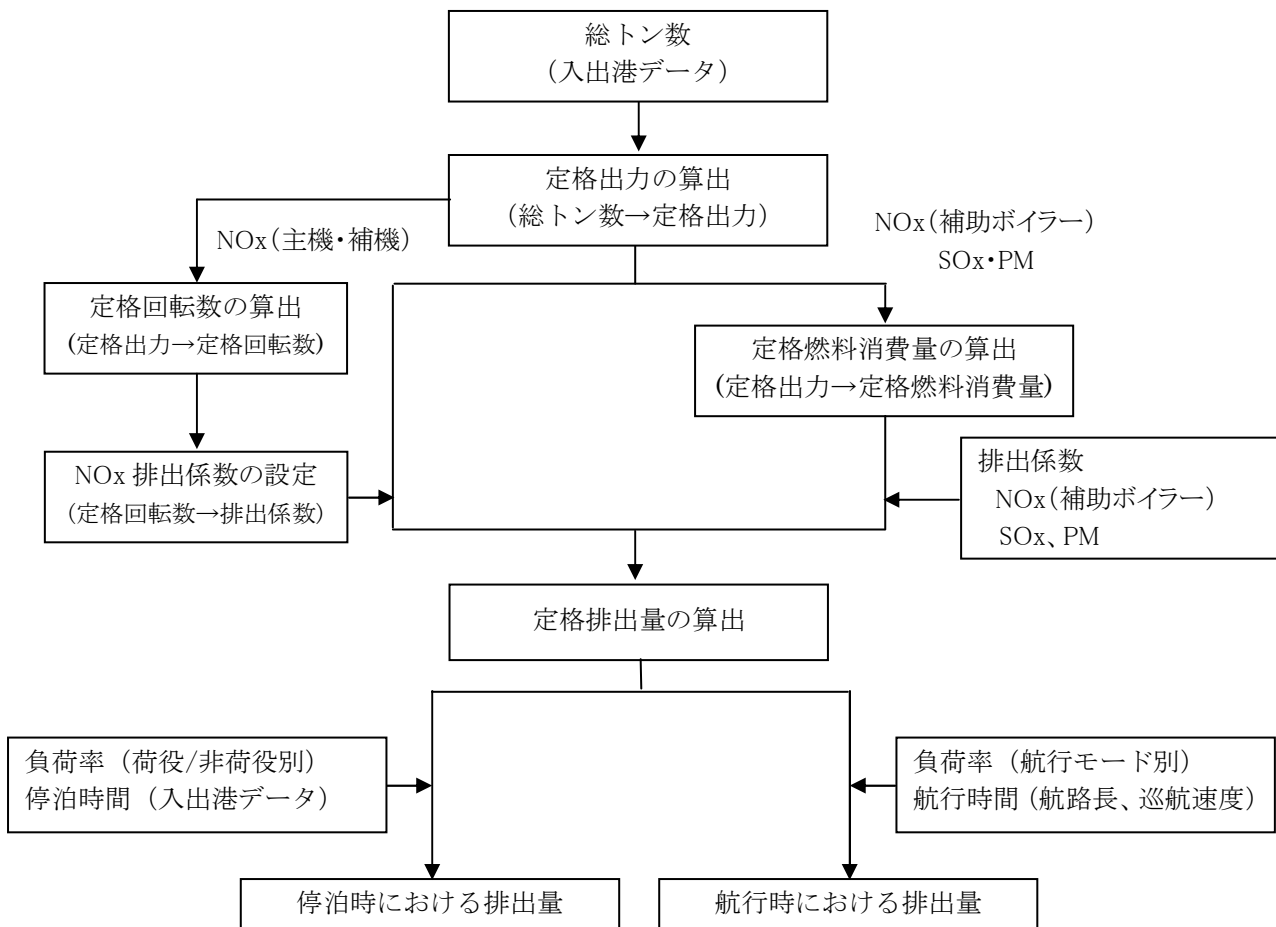 総トン数
（入出港データ）
定格出力の算出
（総トン数→定格出力）
NOx（主機・補機）
NOx（補助ボイラー）
SOx・PM
定格回転数の算出
（定格出力→定格回転数）
定格燃料消費量の算出
（定格出力→定格燃料消費量）
NOx 排出係数の設定
（定格回転数→排出係数）
排出係数
NOx（補助ボイラー）
SOx、PM
定格排出量の算出
負荷率（荷役/非荷役別）
停泊時間（入出港データ）
負荷率（航行モード別）
航行時間（航路長、巡航速度）
停泊時における排出量
航行時における排出量